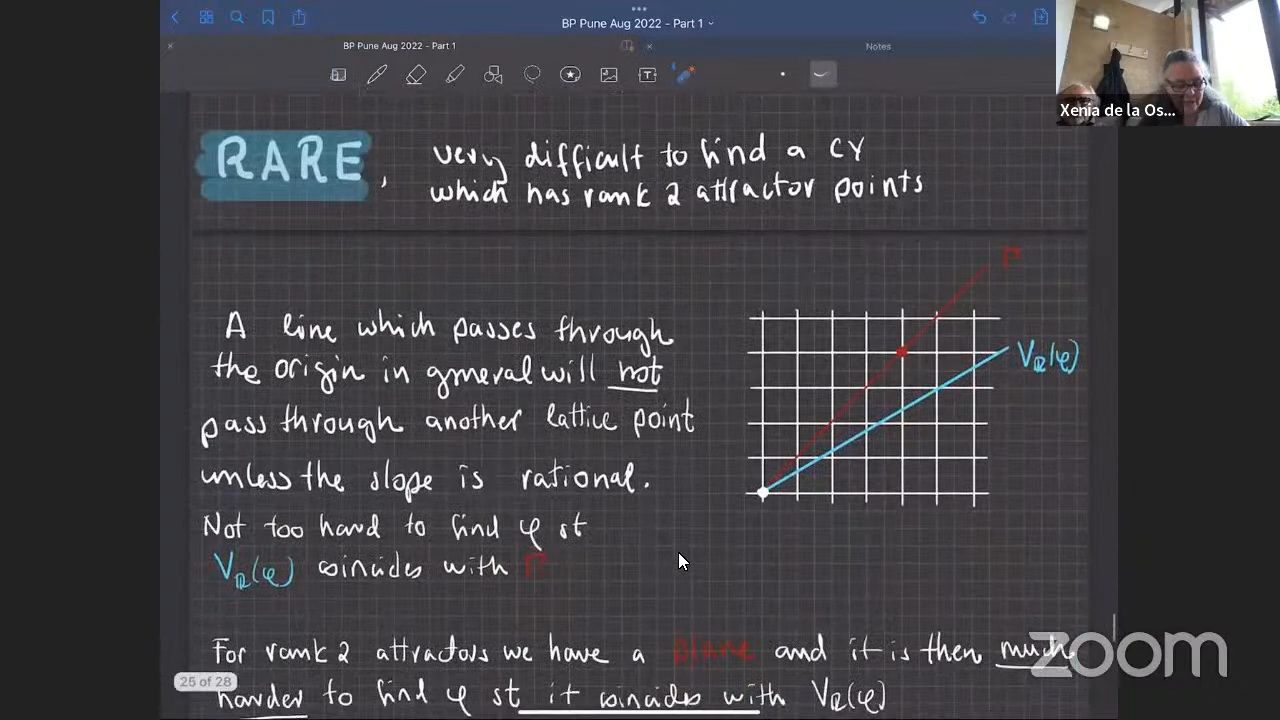 BP Pune Aug 2022 - Part 1
BP Pune Aug 2022 - Part 1
Notes
Xenia de la Os...
RARE, very difficult to find a CY
which has rank 2 attractor points
Γ
A line which passes through
the origin in general will not
pass through another lattice point
unless the slope is rational.
V_R(φ)
Not too hard to find φ st
V_R(φ) coincides with Γ
For rank 2 attractors we have a plane and it is then much
harder to find φ st it coincides with V_R(φ)
25 of 28
zoom